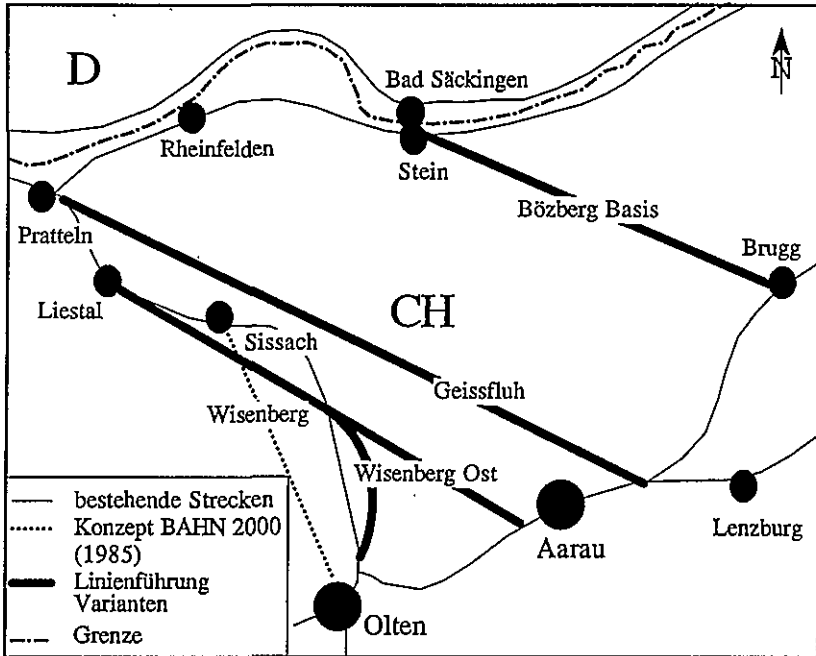 D
N
Bad Säckingen
Rheinfelden
Stein
Bözberg Basis
Pratteln
Brugg
Liestal
CH
Sissach
Geissfluh
Wisenberg
Wisenberg Ost
Lenzburg
Aarau
Olten
bestehende Strecken
Konzept BAHN 2000
(1985)
Linienführung
Varianten
Grenze